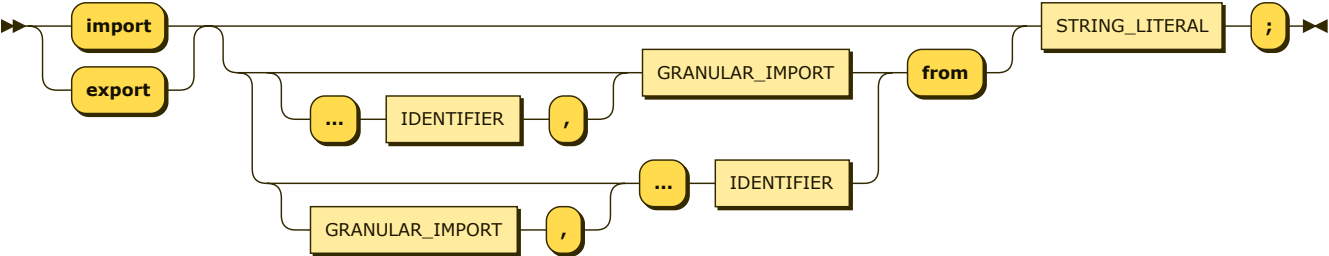 import STRING_LITERAL ;
export GRANULAR_IMPORT from
... IDENTIFIER ,
... IDENTIFIER
GRANULAR_IMPORT ,